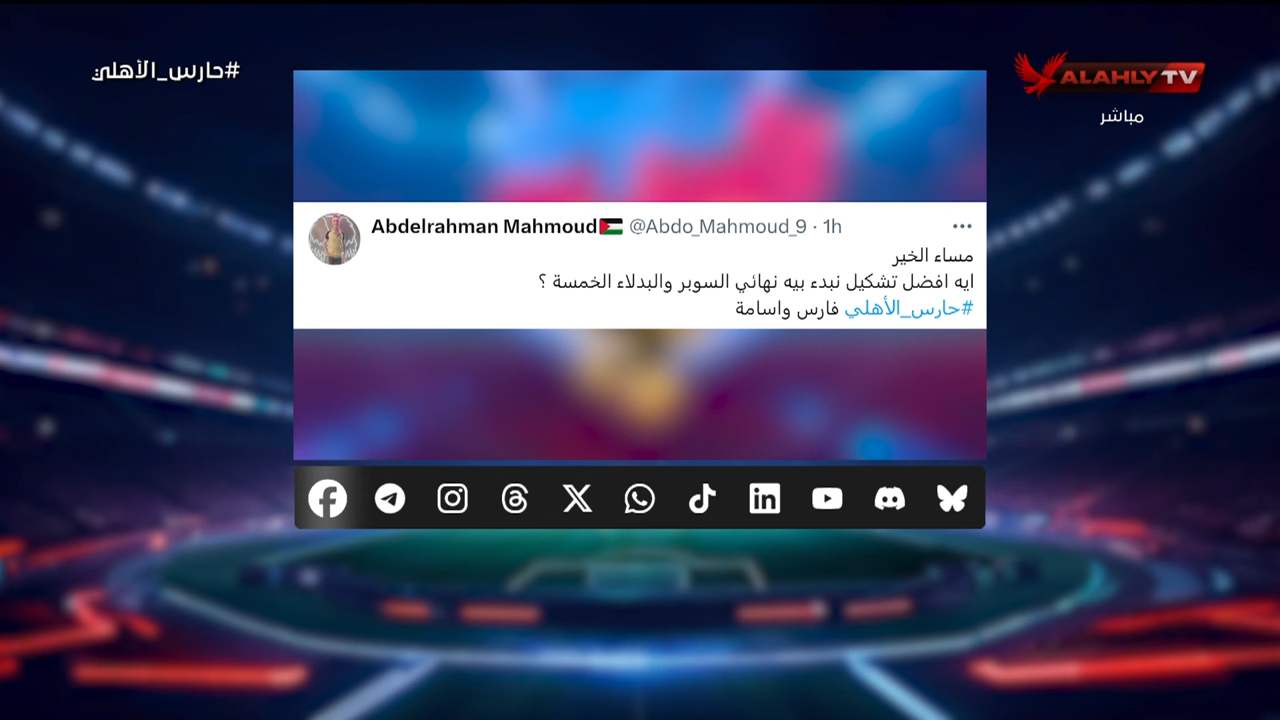 #حارس_الأهلي
ALAHLY TV
مباشر
Abdelrahman Mahmoud🇵🇸 @Abdo_Mahmoud_9 · 1h
مساء الخير
ايه افضل تشكيل نبدء بيه نهائي السوبر والبدلاء الخمسة ؟
#حارس_الأهلي فارس واسامة